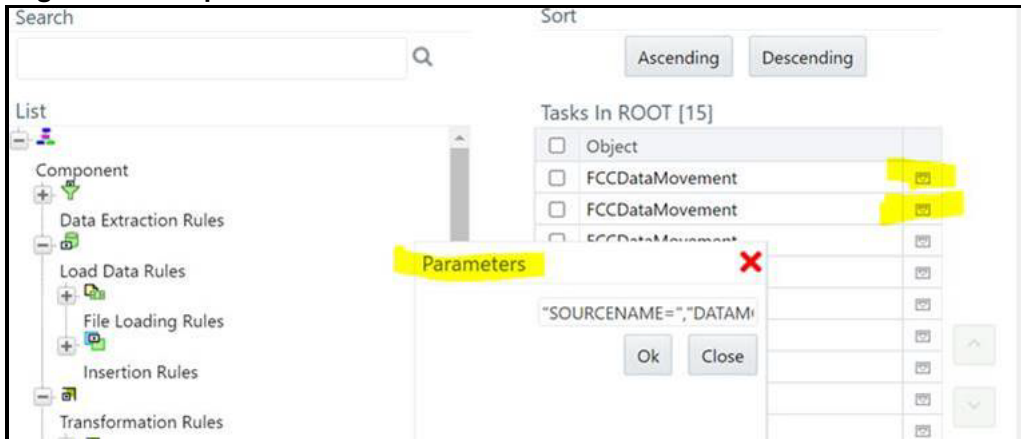 Search
Sort
Ascending
Descending
List
Tasks In ROOT [15]
Object
Component
FCCDataMovement
FCCDataMovement
Data Extraction Rules
FCCDataMovement
Load Data Rules
Parameters
"SOURCENAME=","DATAM
File Loading Rules
Ok
Close
Insertion Rules
Transformation Rules